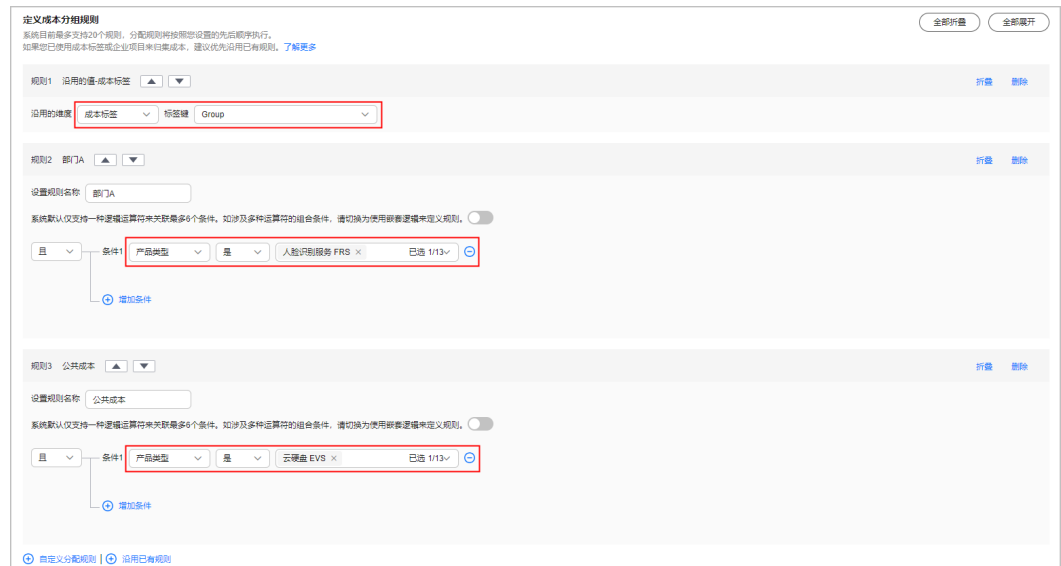 定义成本分组规则
全部折叠 全部展开
系统目前最多支持20个规则，分配规则将按照您设置的先后顺序执行。
如果您已使用成本标签或企业项目来归集成本，建议优先沿用已有规则。了解更多
规则1 沿用的值-成本标签 折叠 删除
沿用的维度 成本标签 标签键 Group
规则2 部门A 折叠 删除
设置规则名称 部门A
系统默认仅支持一种逻辑运算符来关联最多6个条件。如涉及多种运算符的组合条件，请切换为使用嵌套逻辑来定义规则。
且 条件1 产品类型 是 人脸识别服务 FRS × 已选 1/13
增加条件
规则3 公共成本 折叠 删除
设置规则名称 公共成本
系统默认仅支持一种逻辑运算符来关联最多6个条件。如涉及多种运算符的组合条件，请切换为使用嵌套逻辑来定义规则。
且 条件1 产品类型 是 云硬盘 EVS × 已选 1/13
增加条件
自定义分配规则 | 沿用已有规则